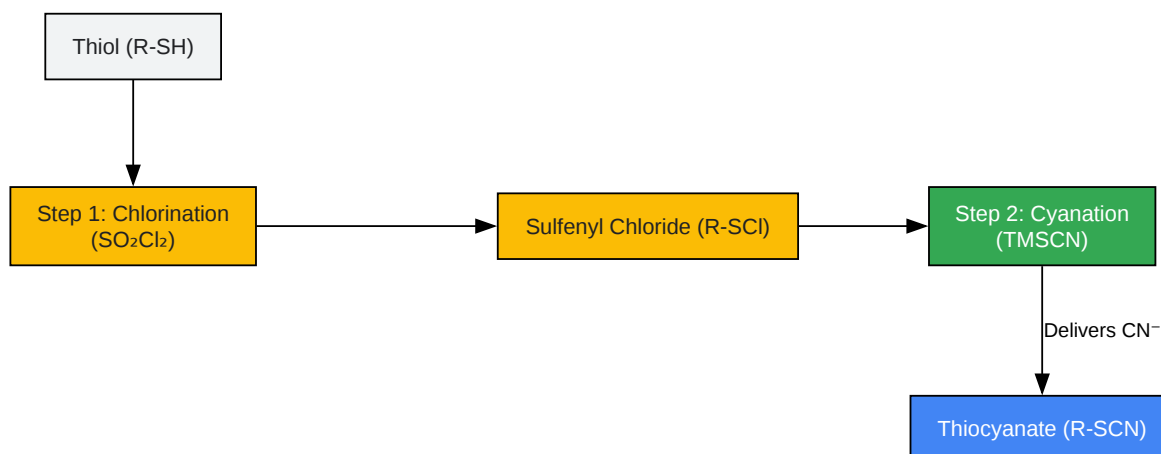 Thiol (R-SH)
Step 1: Chlorination
(SO₂Cl₂)
Sulfenyl Chloride (R-SCl)
Step 2: Cyanation
(TMSCN)
Delivers CN⁻
Thiocyanate (R-SCN)